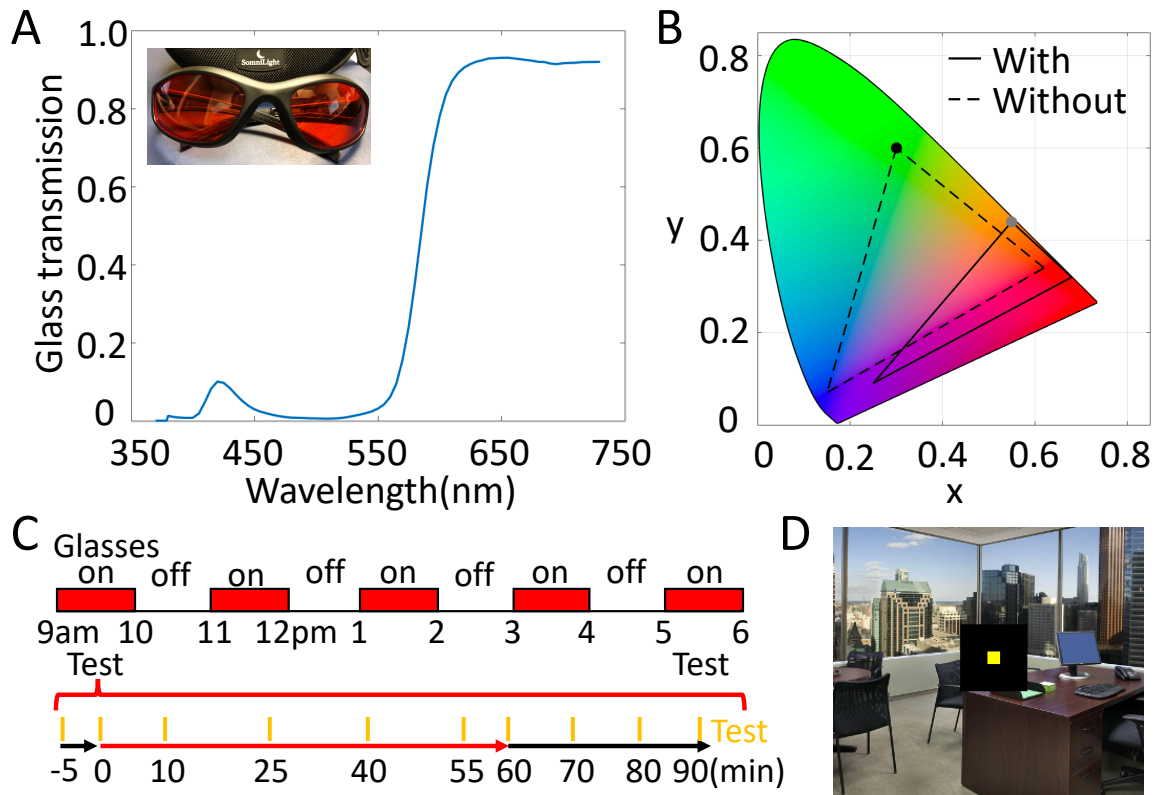 A
1.0
0.8
0.6
0.4
0.2
0
Glass transmission
SomniLight
350 450 550 650 750
Wavelength(nm)
B
With
Without
0.8
0.6
0.4
0.2
0
y
0 0.2 0.4 0.6 0.8
x
C
Glasses
on off on off on off on off on
9am 10 11 12pm 1 2 3 4 5 6
Test Test
Test
-5 0 10 25 40 55 60 70 80 90(min)
D